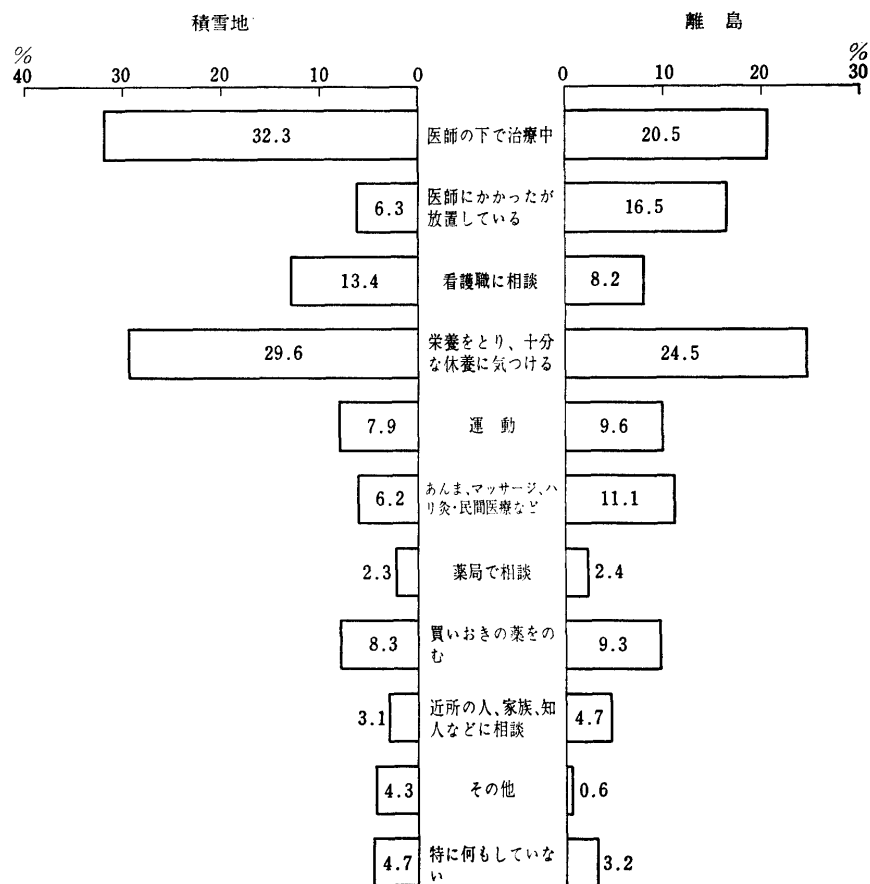 積雪地
離 島
%
%
40 30 20 10 0
0 10 20 30
32.3
医師の下で治療中
20.5
6.3
医師にかかったが
放置している
16.5
13.4
看護職に相談
8.2
29.6
栄養をとり、十分
な休養に気つける
24.5
7.9
運 動
9.6
6.2
あんま、マッサージ、ハ
リ灸・民間医療など
11.1
2.3
薬局で相談
2.4
8.3
買いおきの薬をの
む
9.3
3.1
近所の人、家族、知
人などに相談
4.7
4.3
その他
0.6
4.7
特に何もしていな
い
3.2